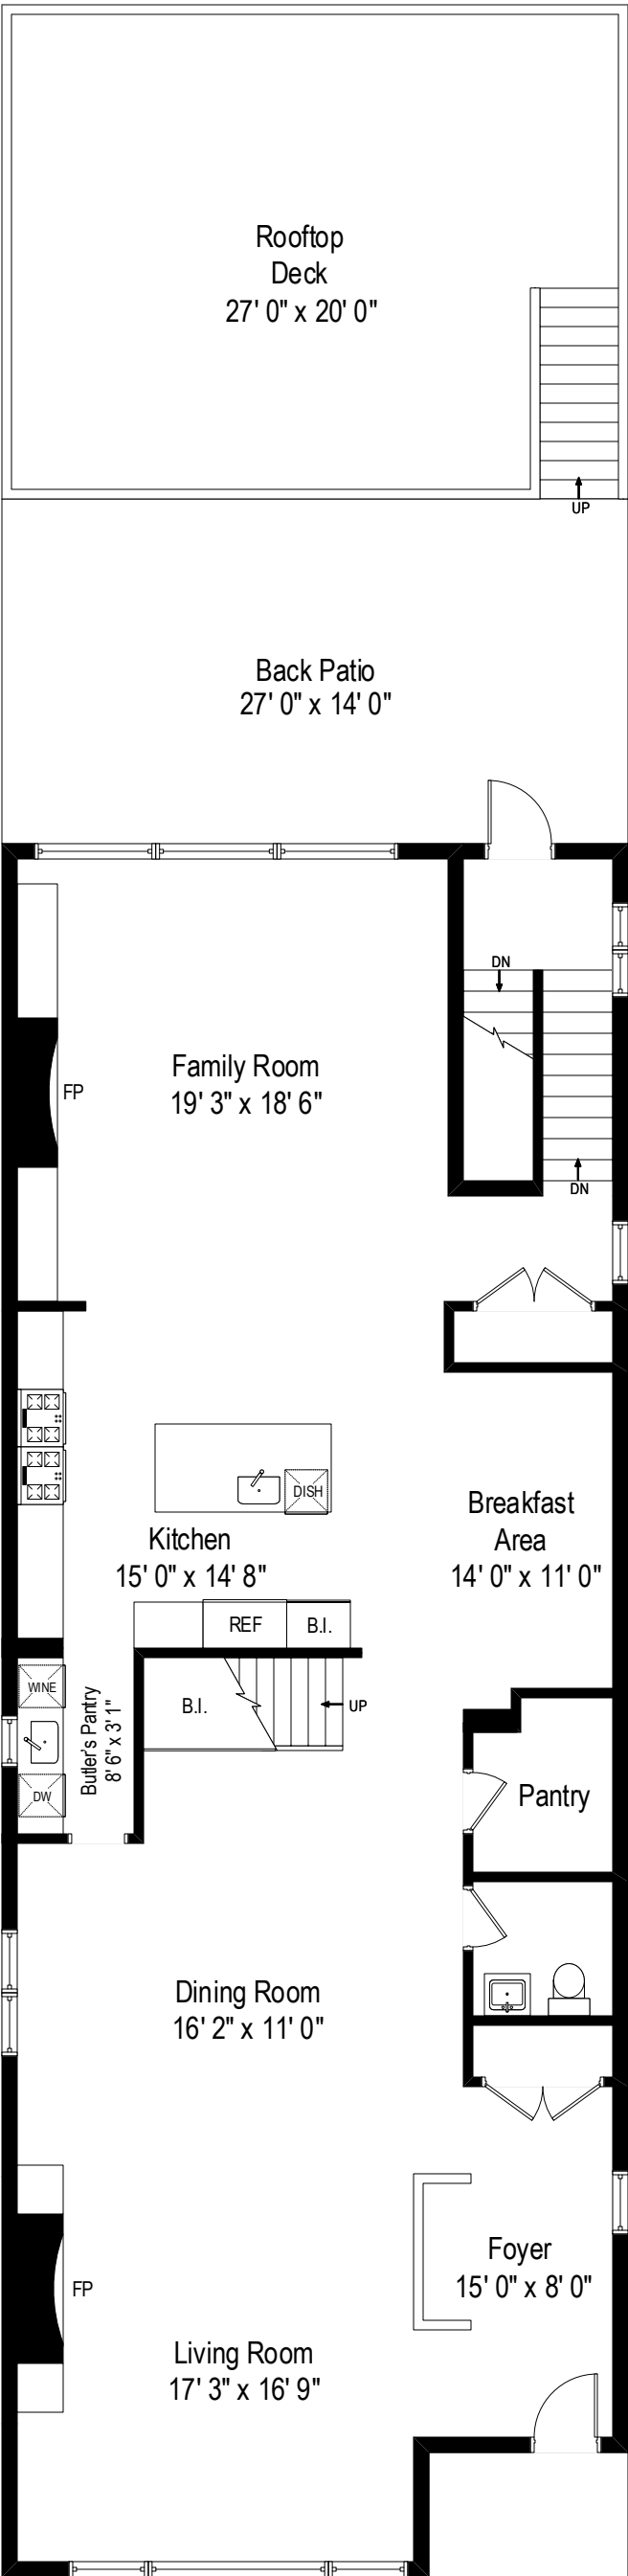 Rooftop
Deck
27' 0" x 20' 0"
UP
Back Patio
27' 0" x 14' 0"
DN
Family Room
19' 3" x 18' 6"
FP
DN
DISH
Breakfast
Area
14' 0" x 11' 0"
Kitchen
15' 0" x 14' 8"
REF
B.I.
WINE
Butler's Pantry
8' 6" x 3' 1"
B.I.
UP
DW
Pantry
Dining Room
16' 2" x 11' 0"
Foyer
15' 0" x 8' 0"
FP
Living Room
17' 3" x 16' 9"